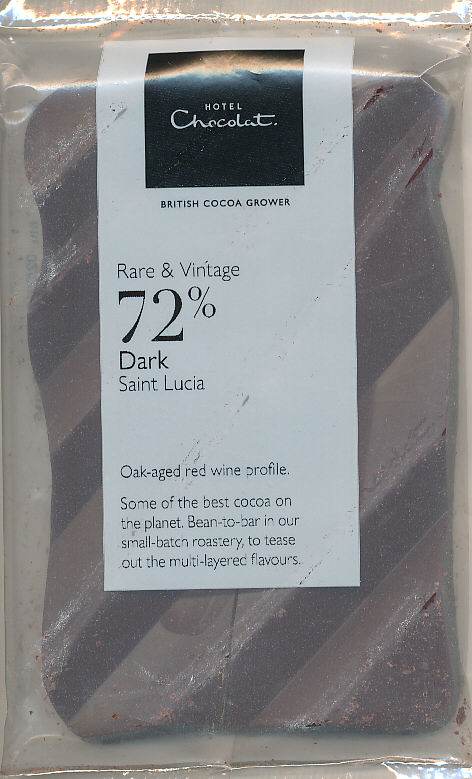 HOTEL
Chocolat.
BRITISH COCOA GROWER
Rare & Vintage
72%
Dark
Saint Lucia
Oak-aged red wine profile.
Some of the best cocoa on
the planet. Bean-to-bar in our
small-batch roastery, to tease
out the multi-layered flavours.